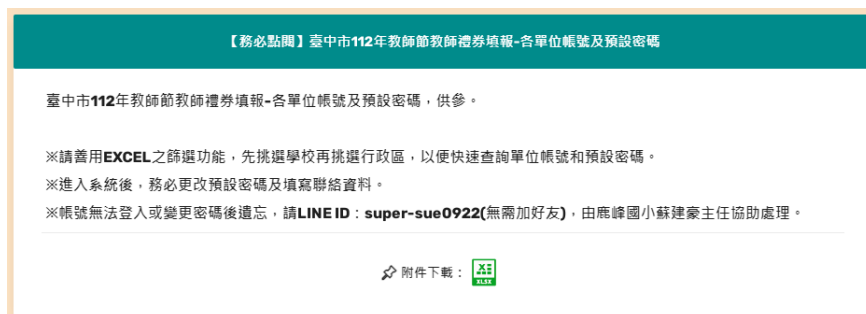 【務必點閱】臺中市112年教師節教師禮券填報-各單位帳號及預設密碼
臺中市112年教師節教師禮券填報-各單位帳號及預設密碼，供參。
※請善用EXCEL之篩選功能，先挑選學校再挑選行政區，以便快速查詢單位帳號和預設密碼。
※進入系統後，務必更改預設密碼及填寫聯絡資料。
※帳號無法登入或變更密碼後遺忘，請LINE ID：super-sue0922(無需加好友)，由鹿峰國小蘇建豪主任協助處理。
附件下載：
XLSX